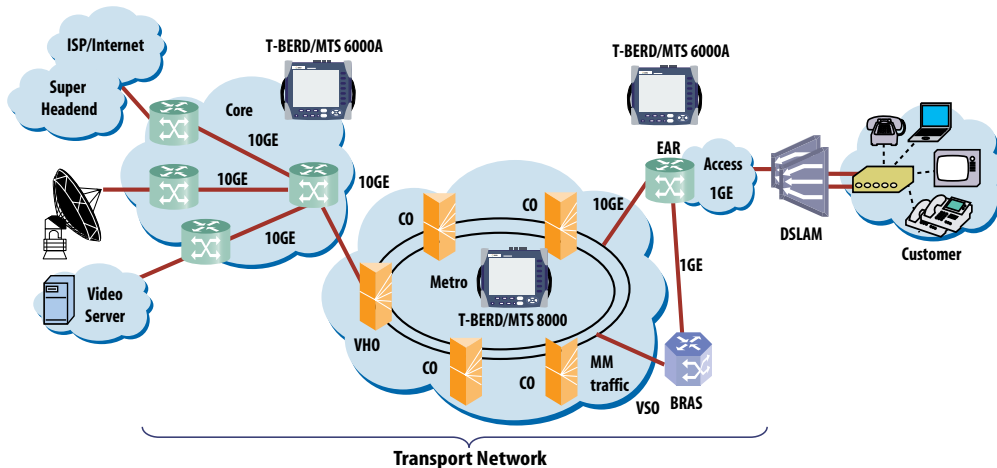 ISP/Internet
Super
Headend
T-BERD/MTS 6000A
Core
10GE
10GE
10GE
10GE
Video
Server
VHO
CO
CO
Metro
T-BERD/MTS 8000
CO
CO
MM
traffic
10GE
T-BERD/MTS 6000A
EAR
Access
1GE
1GE
VSO
BRAS
DSLAM
Customer
Transport Network